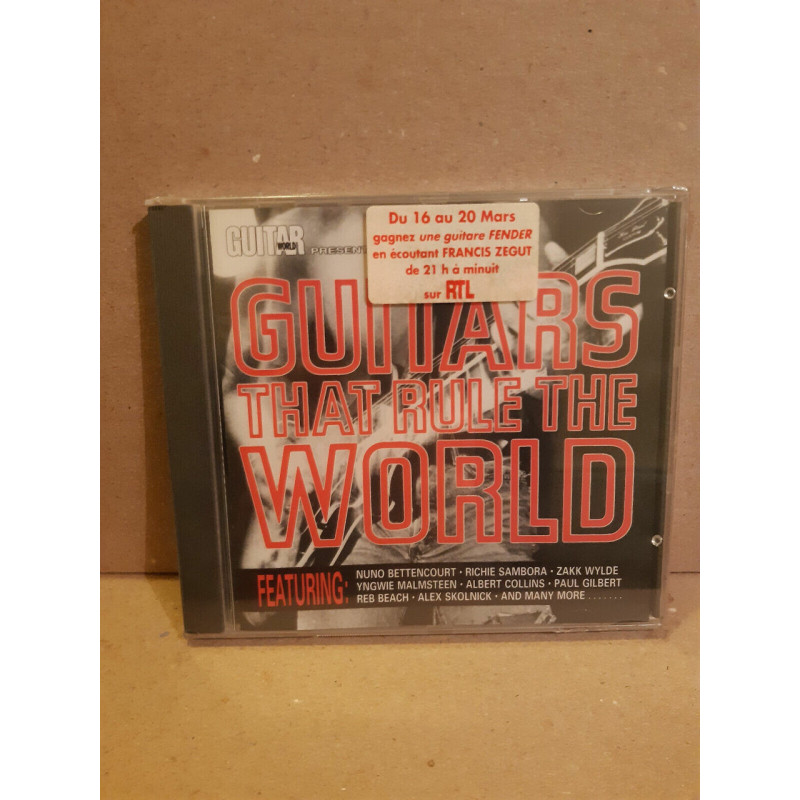 GUITAR
WORLD
PRESENT
Du 16 au 20 Mars
gagnez une guitare FENDER
en écoutant FRANCIS ZEGUT
de 21 h à minuit
sur RTL
GUITARS
THAT RULE THE
WORLD
FEATURING:
NUNO BETTENCOURT · RICHIE SAMBORA · ZAKK WYLDE
YNGWIE MALMSTEEN · ALBERT COLLINS · PAUL GILBERT
REB BEACH · ALEX SKOLNICK · AND MANY MORE .......